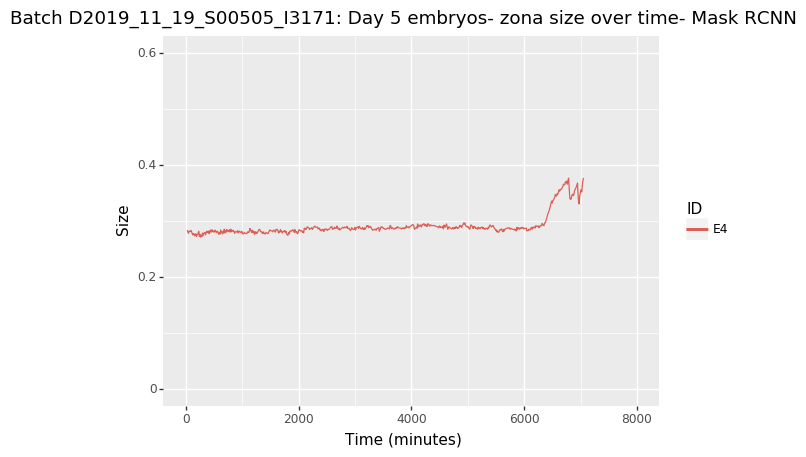 Batch D2019_11_19_S00505_I3171: Day 5 embryos- zona size over time- Mask RCNN
0.6
0.4
0.2
0
Size
0 2000 4000 6000 8000
Time (minutes)
ID
E4